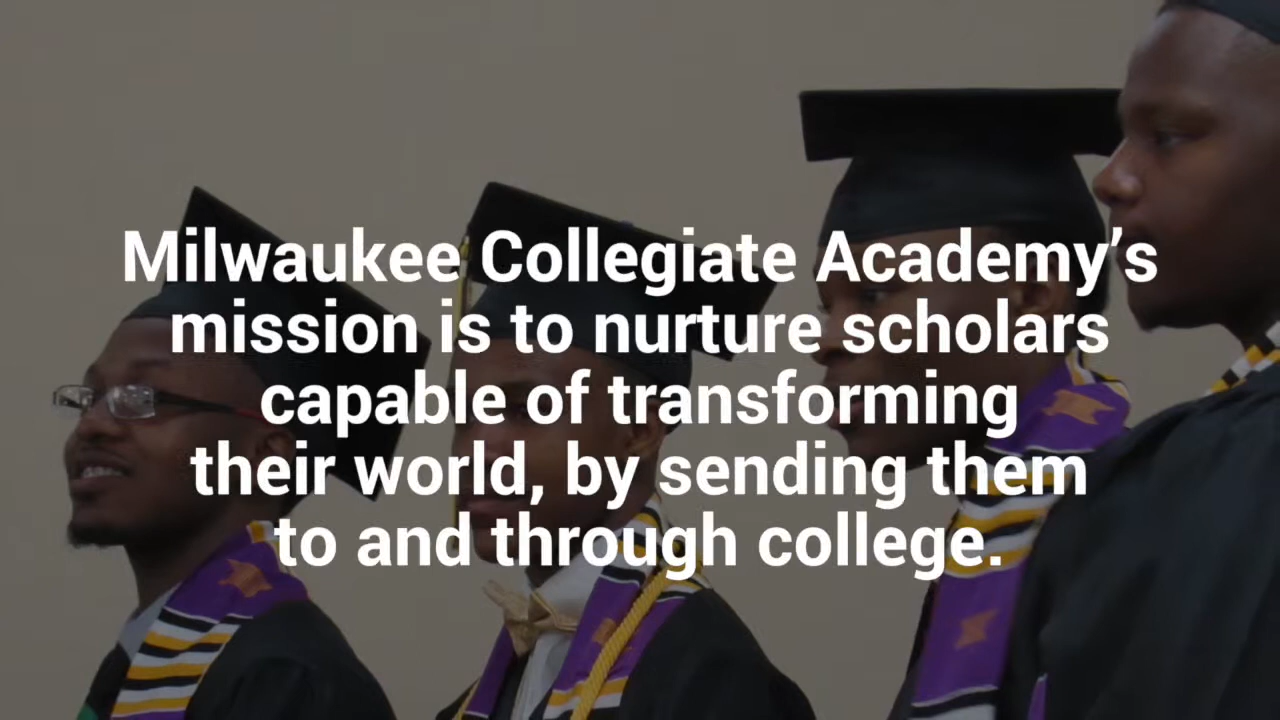 Milwaukee Collegiate Academy’s
mission is to nurture scholars
capable of transforming
their world, by sending them
to and through college.